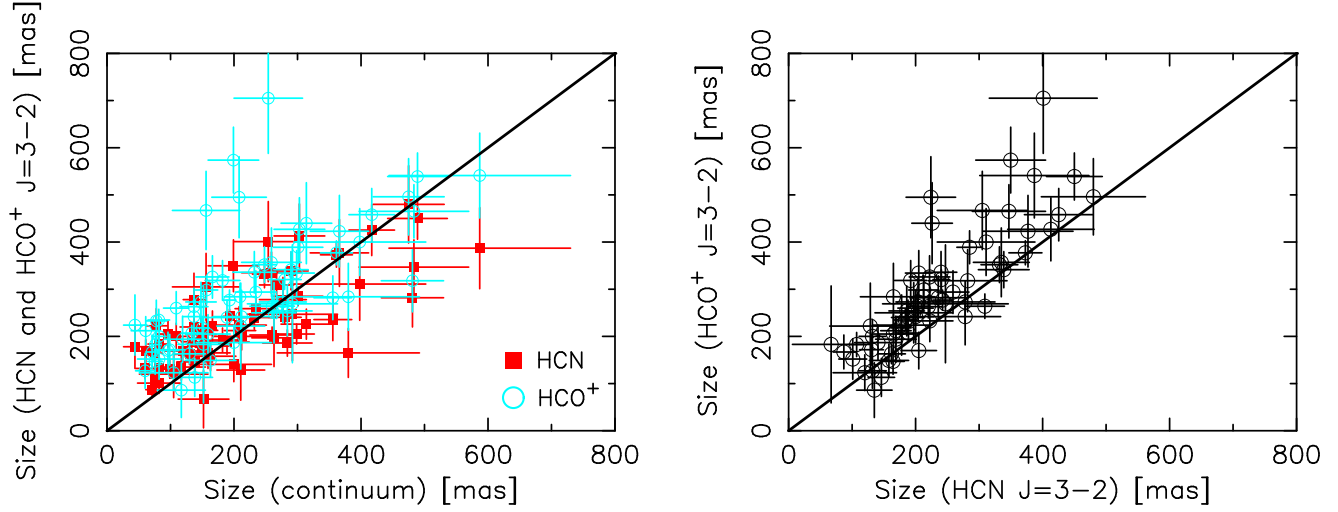 Size (HCN and HCO⁺ J=3−2) [mas]
800
600
400
200
0
HCN
HCO⁺
0 200 400 600 800
Size (continuum) [mas]
Size (HCO⁺ J=3−2) [mas]
800
600
400
200
0
0 200 400 600 800
Size (HCN J=3−2) [mas]